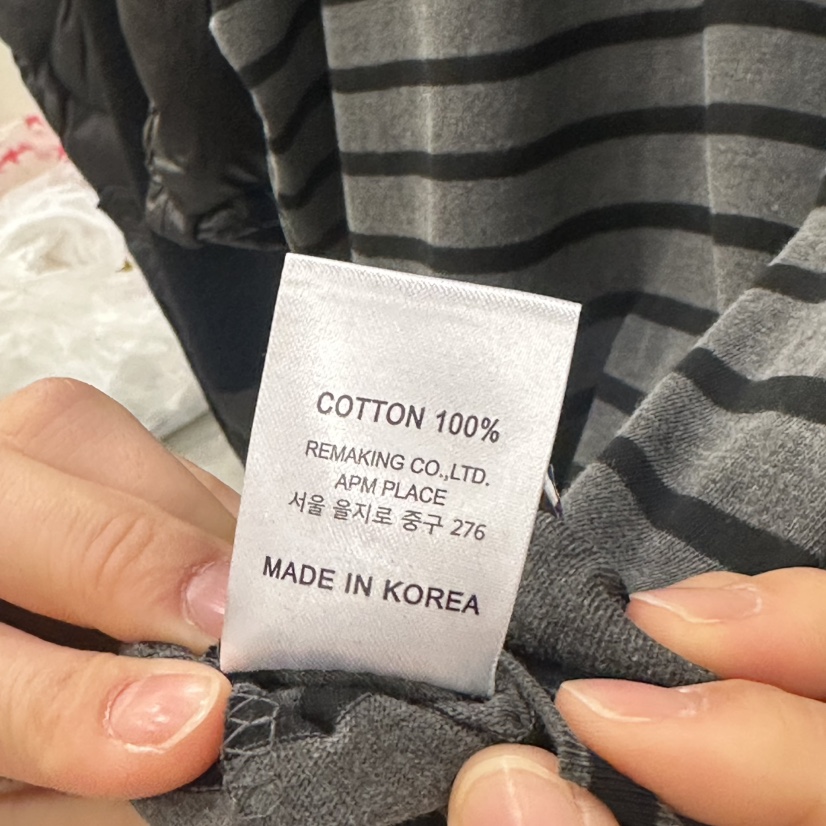 COTTON 100%
REMAKING CO.,LTD.
APM PLACE
서울 을지로 중구 276
MADE IN KOREA